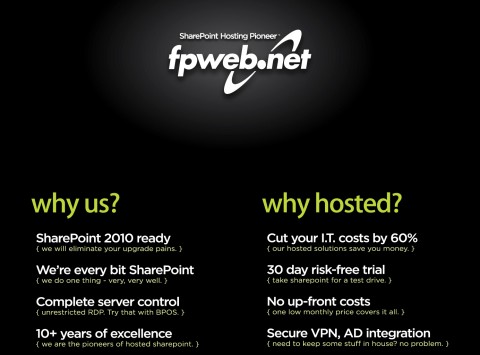 SharePoint Hosting Pioneer™
fpweb.net
why us?
SharePoint 2010 ready
{ we will eliminate your upgrade pains. }
We're every bit SharePoint
{ we do one thing - very, very well. }
Complete server control
{ unrestricted RDP. Try that with BPOS. }
10+ years of excellence
{ we are the pioneers of hosted sharepoint. }
why hosted?
Cut your I.T. costs by 60%
{ our hosted solutions save you money. }
30 day risk-free trial
{ take sharepoint for a test drive. }
No up-front costs
{ one low monthly price covers it all. }
Secure VPN, AD integration
{ need to keep some stuff in house? no problem. }